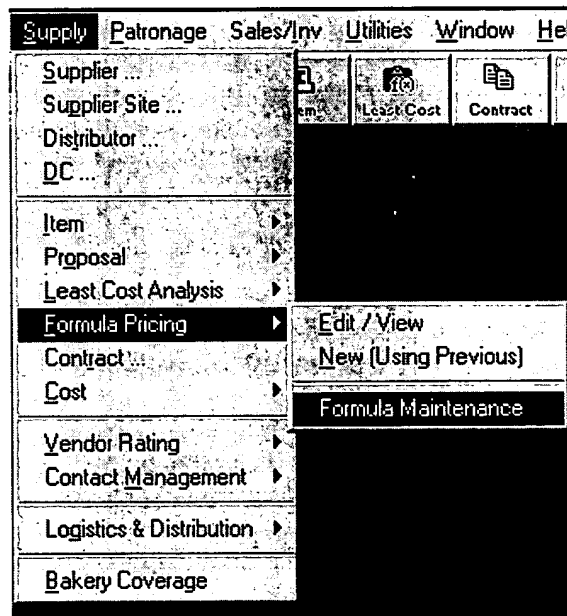 Supply Patronage Sales/Inv Utilities Window Hel
Supplier ...
Supplier Site ...
Distributor ...
DC ...
em
Least Cost
Contract
Item
Proposal
Least Cost Analysis
Formula Pricing
Contract ...
Cost
Vendor Rating
Contact Management
Logistics & Distribution
Bakery Coverage
Edit / View
New (Using Previous)
Formula Maintenance